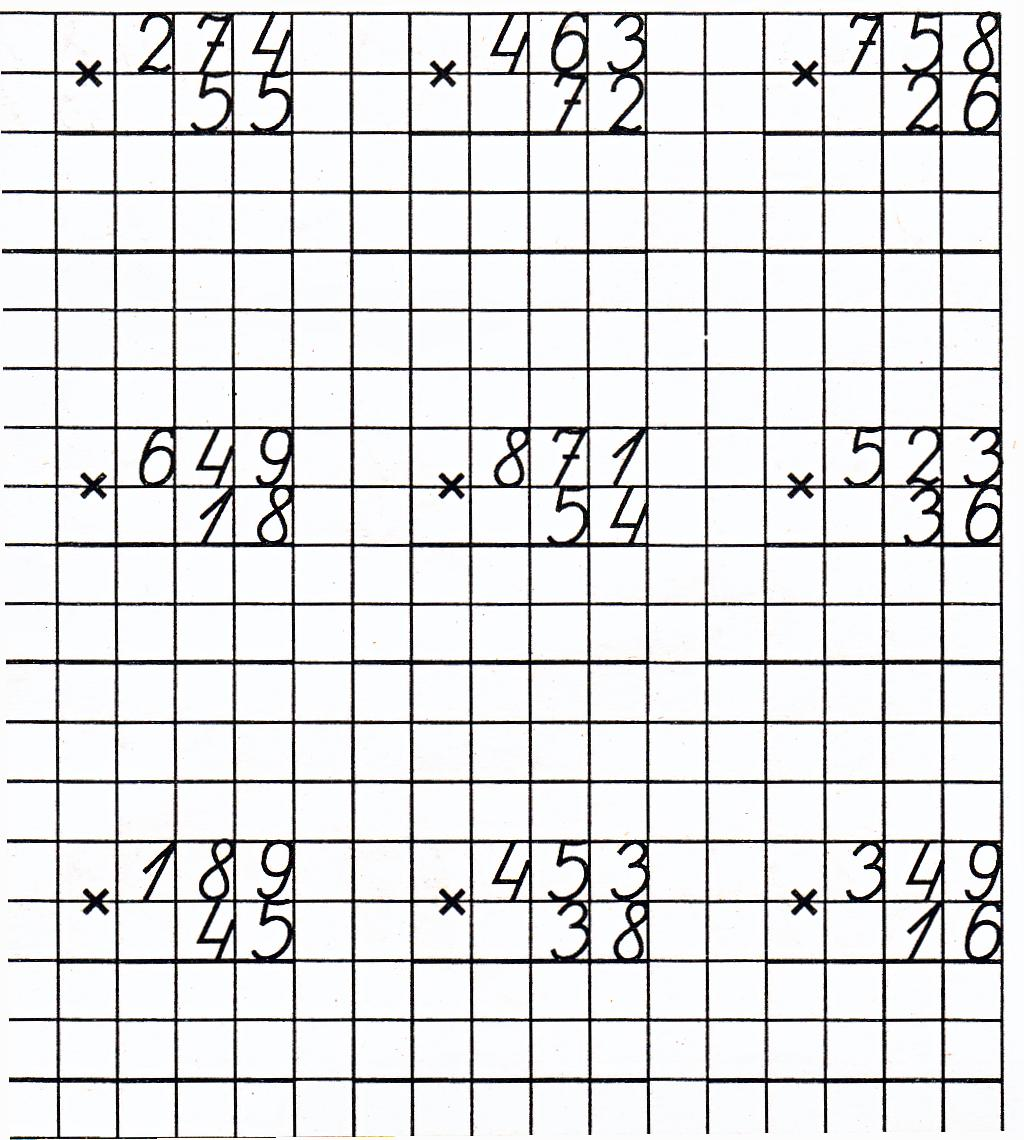 × 274 × 463 × 758
55 72 26
× 649 × 871 × 523
18 54 36
× 189 × 453 × 349
45 38 16